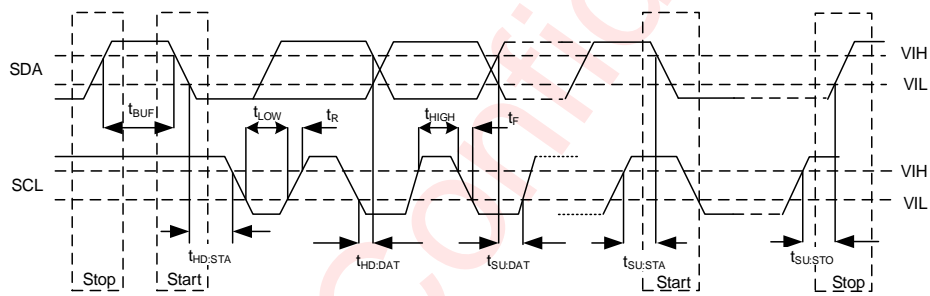 SDA
VIH
VIL
tBUF
tLOW
tR
tHIGH
tF
SCL
VIH
VIL
tHD:STA
tHD:DAT
tSU:DAT
tSU:STA
tSU:STO
Stop
Start
Start
Stop